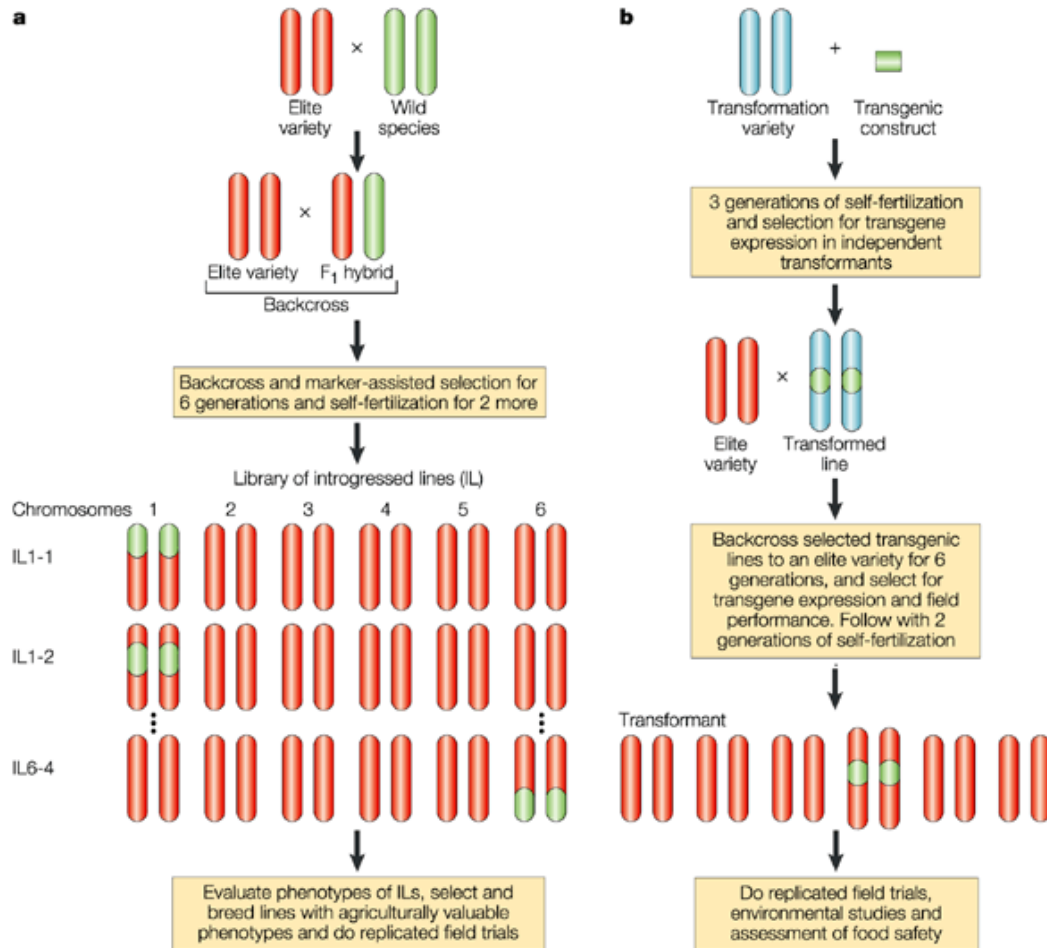 a
×
Elite
variety
Wild
species
×
Elite variety
F1 hybrid
Backcross
Backcross and marker-assisted selection for
6 generations and self-fertilization for 2 more
Library of introgressed lines (IL)
Chromosomes 1 2 3 4 5 6
IL1-1
IL1-2
IL6-4
Evaluate phenotypes of ILs, select and
breed lines with agriculturally valuable
phenotypes and do replicated field trials
b
+
Transformation
variety
Transgenic
construct
3 generations of self-fertilization
and selection for transgene
expression in independent
transformants
×
Elite
variety
Transformed
line
Backcross selected transgenic
lines to an elite variety for 6
generations, and select for
transgene expression and field
performance. Follow with 2
generations of self-fertilization
Transformant
Do replicated field trials,
environmental studies and
assessment of food safety